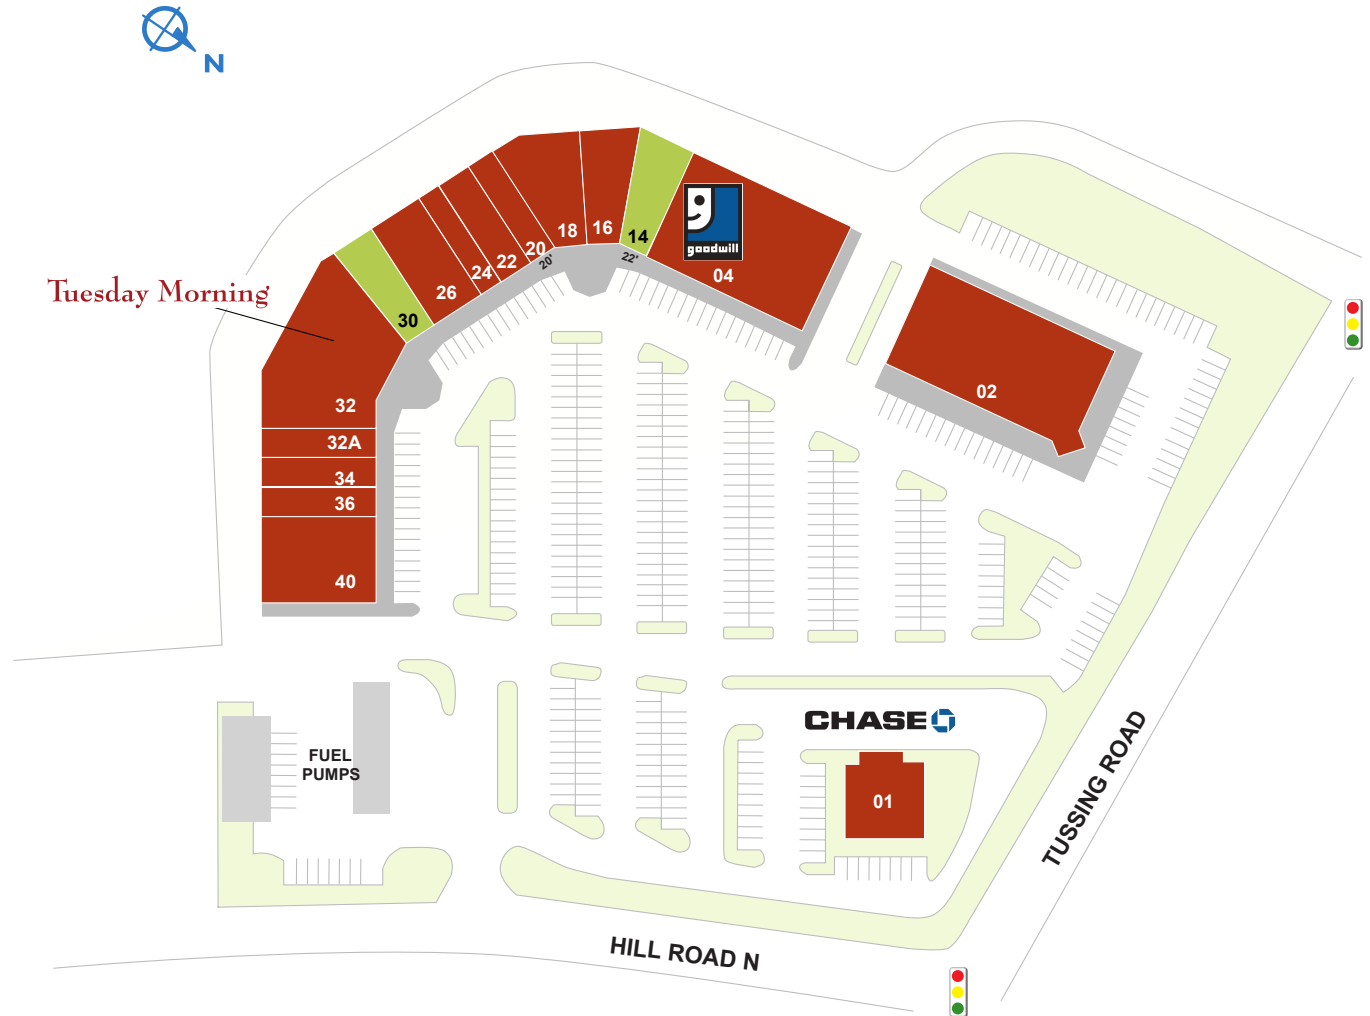 N
Tuesday Morning
18
16
14
20
22
24
26
30
20'
22'
goodwill
04
02
32
32A
34
36
40
FUEL
PUMPS
CHASE
01
TUSSING ROAD
HILL ROAD N